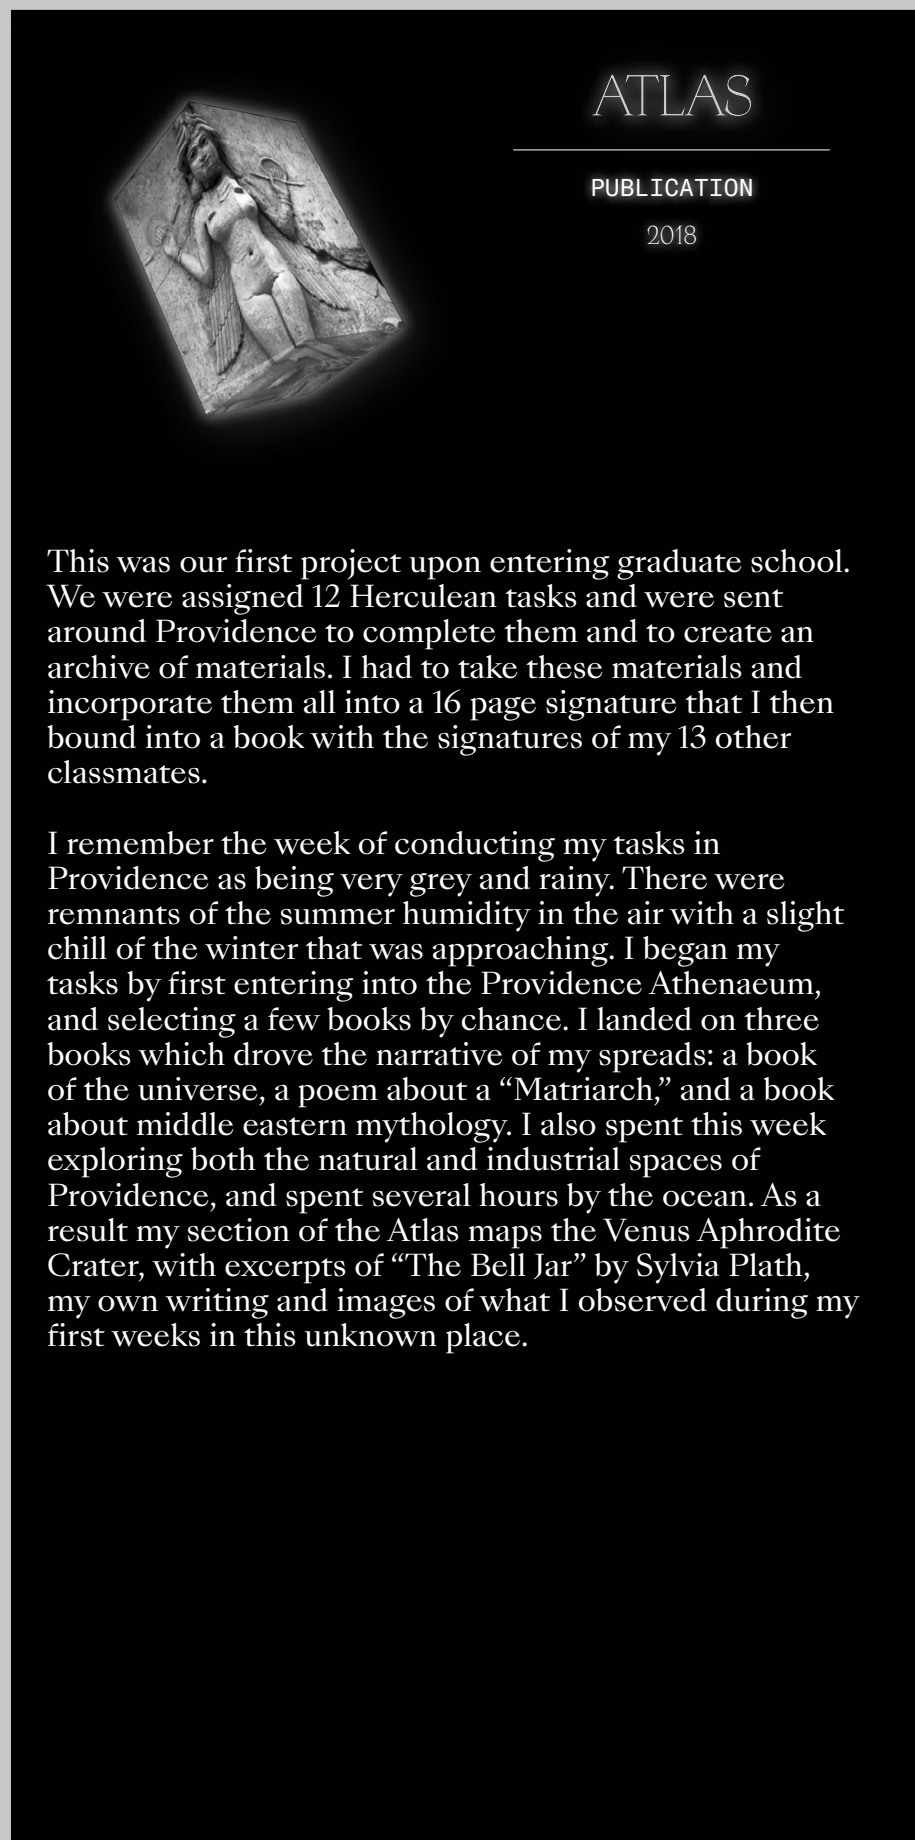 ATLAS
PUBLICATION
2018
This was our first project upon entering graduate school.
We were assigned 12 Herculean tasks and were sent
around Providence to complete them and to create an
archive of materials. I had to take these materials and
incorporate them all into a 16 page signature that I then
bound into a book with the signatures of my 13 other
classmates.
I remember the week of conducting my tasks in
Providence as being very grey and rainy. There were
remnants of the summer humidity in the air with a slight
chill of the winter that was approaching. I began my
tasks by first entering into the Providence Athenaeum,
and selecting a few books by chance. I landed on three
books which drove the narrative of my spreads: a book
of the universe, a poem about a “Matriarch,” and a book
about middle eastern mythology. I also spent this week
exploring both the natural and industrial spaces of
Providence, and spent several hours by the ocean. As a
result my section of the Atlas maps the Venus Aphrodite
Crater, with excerpts of “The Bell Jar” by Sylvia Plath,
my own writing and images of what I observed during my
first weeks in this unknown place.